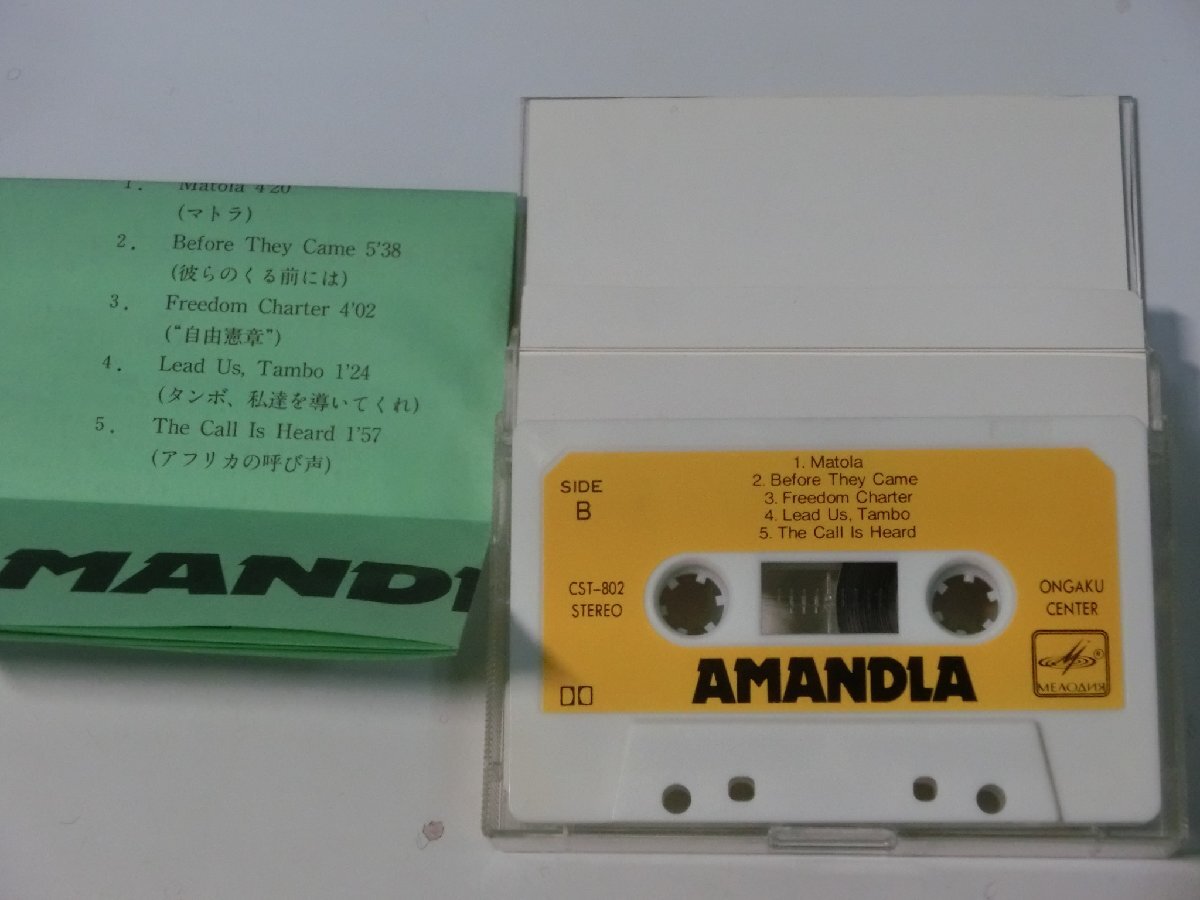 1. Matola 4'20
(マトラ)
2. Before They Came 5'38
(彼らのくる前には)
3. Freedom Charter 4'02
(“自由憲章”)
4. Lead Us, Tambo 1'24
(タンボ、私達を導いてくれ)
5. The Call Is Heard 1'57
(アフリカの呼び声)
MANDL
SIDE
B
1. Matola
2. Before They Came
3. Freedom Charter
4. Lead Us, Tambo
5. The Call Is Heard
CST-802
STEREO
ONGAKU
CENTER
AMANDLA
МЕЛОДИЯ